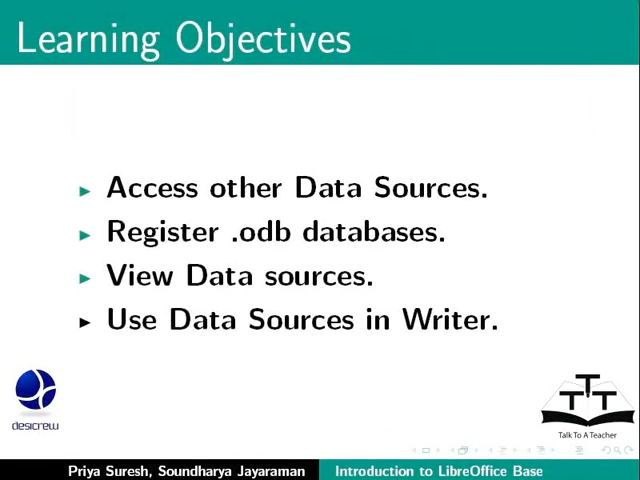 Learning Objectives
Access other Data Sources.
Register .odb databases.
View Data sources.
Use Data Sources in Writer.
desicrew
TTT
Talk To A Teacher
Priya Suresh, Soundharya Jayaraman
Introduction to LibreOffice Base